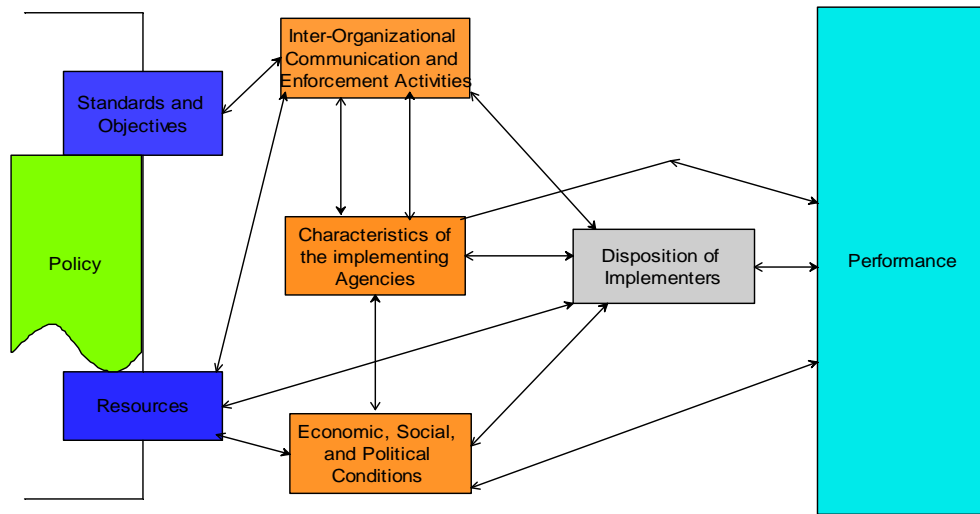 Inter-Organizational
Communication and
Enforcement Activities
Standards and
Objectives
Policy
Characteristics of
the implementing
Agencies
Disposition of
Implementers
Performance
Resources
Economic, Social,
and Political
Conditions